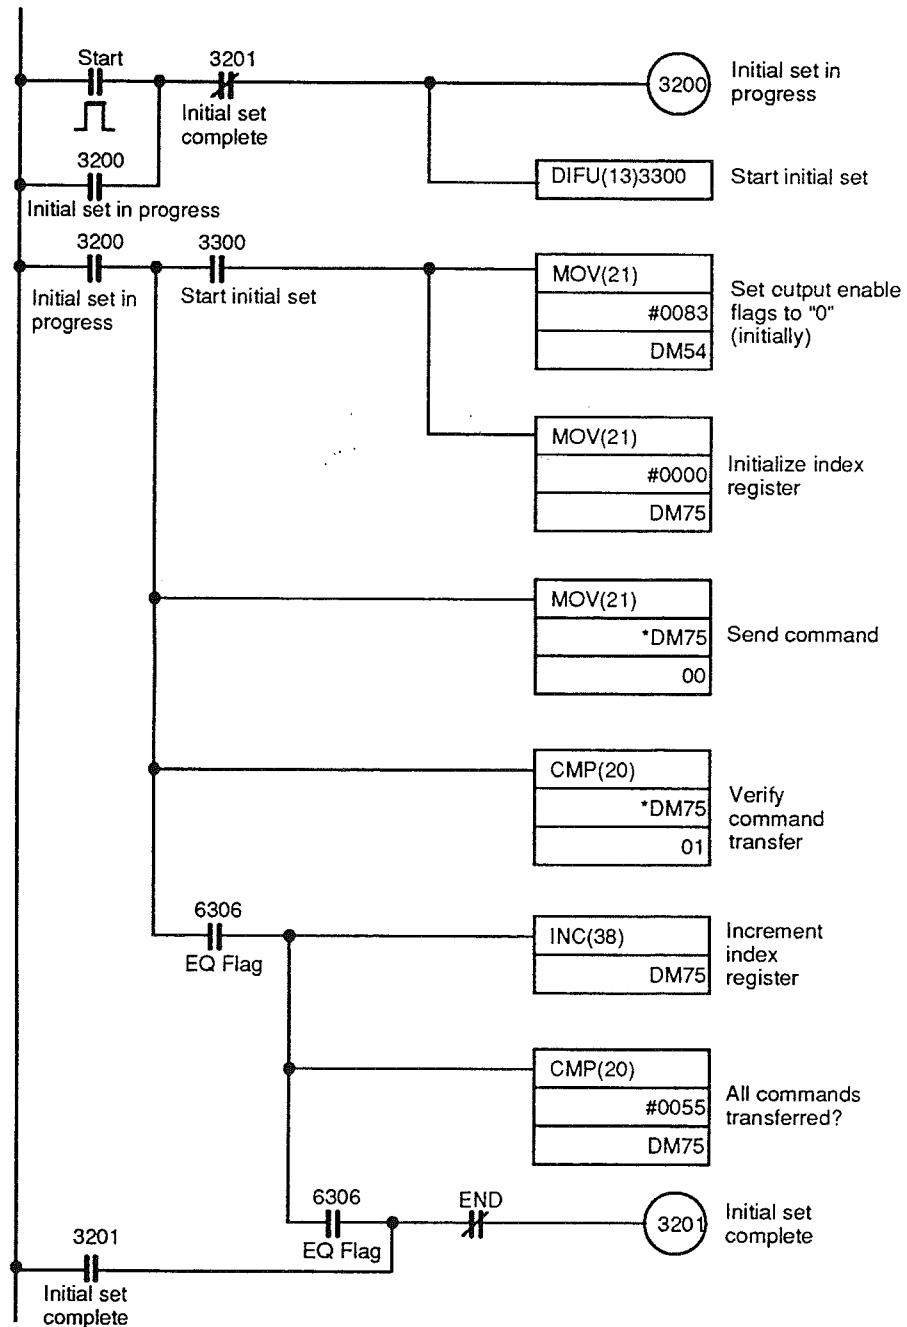 Start
3201
3200
Initial set in
progress
Initial set
complete
3200
DIFU(13)3300
Start initial set
Initial set in progress
3200
3300
Initial set in
progress
Start initial set
MOV(21)
#0083
DM54
Set cutput enable
flags to "0"
(initially)
MOV(21)
#0000
DM75
Initialize index
register
MOV(21)
*DM75
00
Send command
CMP(20)
*DM75
01
Verify
command
transfer
6306
EQ Flag
INC(38)
DM75
Increment
index
register
CMP(20)
#0055
DM75
All commands
transferred?
6306
EQ Flag
END
3201
Initial set
complete
3201
Initial set
complete